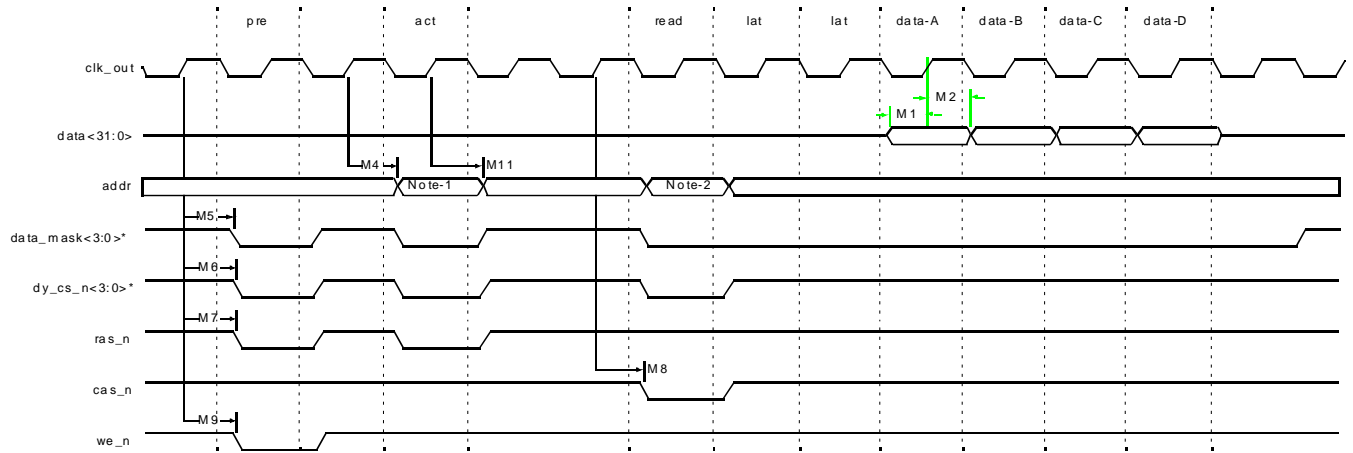 pre act read lat lat data-A data-B data-C data-D
clk_out
M2
M1
data<31:0>
M4 M11
addr Note-1 Note-2
M5
data_mask<3:0>*
M6
dy_cs_n<3:0>*
M7
ras_n
M8
cas_n
M9
we_n